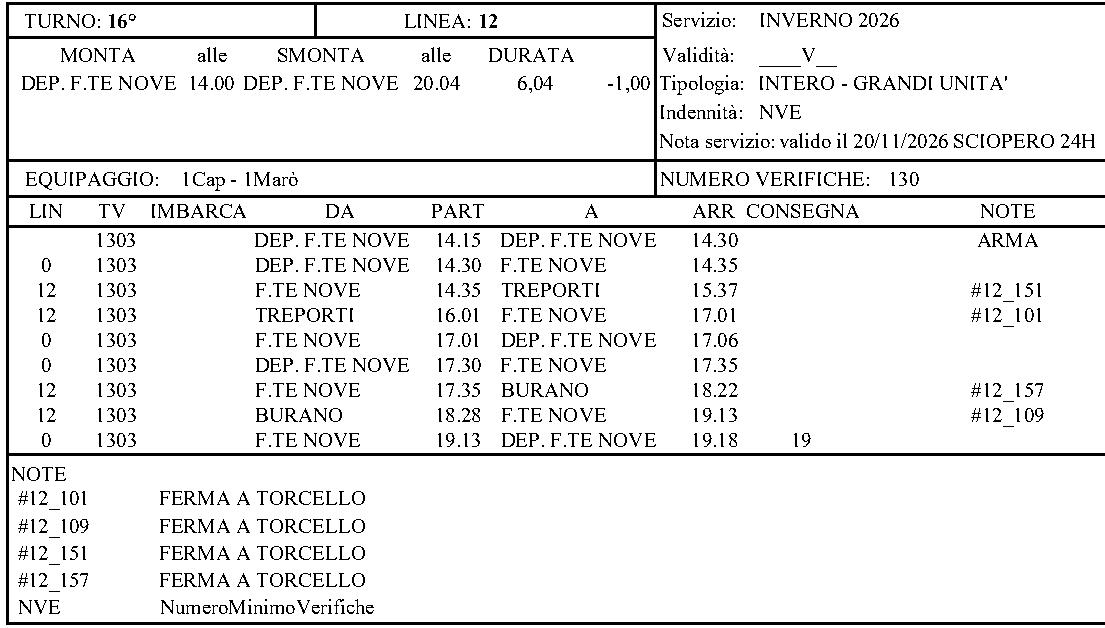 TURNO: 16° LINEA: 12 Servizio: INVERNO 2026
MONTA alle SMONTA alle DURATA Validità: ____V__
DEP. F.TE NOVE 14.00 DEP. F.TE NOVE 20.04 6,04 -1,00 Tipologia: INTERO - GRANDI UNITA'
Indennità: NVE
Nota servizio: valido il 20/11/2026 SCIOPERO 24H
EQUIPAGGIO: 1Cap - 1Marò NUMERO VERIFICHE: 130
LIN TV IMBARCA DA PART A ARR CONSEGNA NOTE
1303 DEP. F.TE NOVE 14.15 DEP. F.TE NOVE 14.30 ARMA
0 1303 DEP. F.TE NOVE 14.30 F.TE NOVE 14.35
12 1303 F.TE NOVE 14.35 TREPORTI 15.37 #12_151
12 1303 TREPORTI 16.01 F.TE NOVE 17.01 #12_101
0 1303 F.TE NOVE 17.01 DEP. F.TE NOVE 17.06
0 1303 DEP. F.TE NOVE 17.30 F.TE NOVE 17.35
12 1303 F.TE NOVE 17.35 BURANO 18.22 #12_157
12 1303 BURANO 18.28 F.TE NOVE 19.13 #12_109
0 1303 F.TE NOVE 19.13 DEP. F.TE NOVE 19.18 19
NOTE
#12_101 FERMA A TORCELLO
#12_109 FERMA A TORCELLO
#12_151 FERMA A TORCELLO
#12_157 FERMA A TORCELLO
NVE NumeroMinimoVerifiche